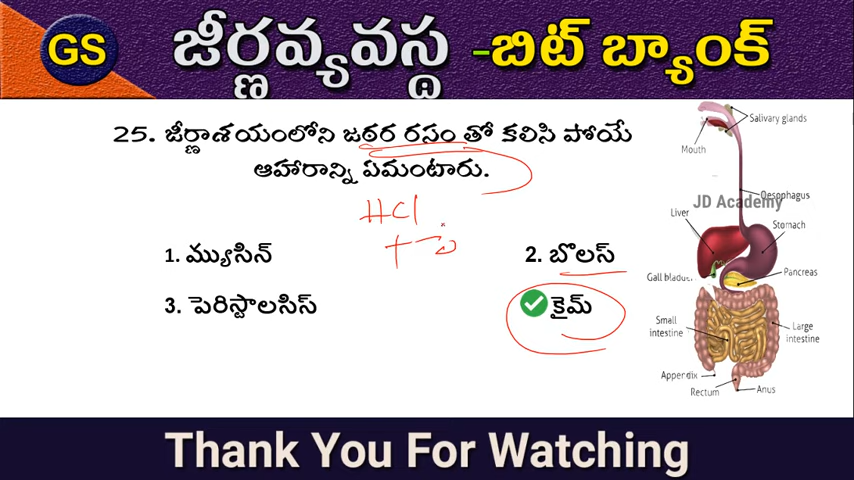 GS
జీర్ణవ్యవస్థ -బిట్ బ్యాంక్
25. జీర్ణాశయంలోని జఠర రసం తో కలిసి పోయే
ఆహారాన్ని ఏమంటారు.
HCl
1. మ్యుసిన్
2. బొలస్
3. పెరిస్టాలసిస్
కైమ్
Salivary glands
Mouth
Oesophagus
JD Academy
Liver
Stomach
Gall bladder
Pancreas
Small
intestine
Large
intestine
Appendix
Rectum
Anus
Thank You For Watching